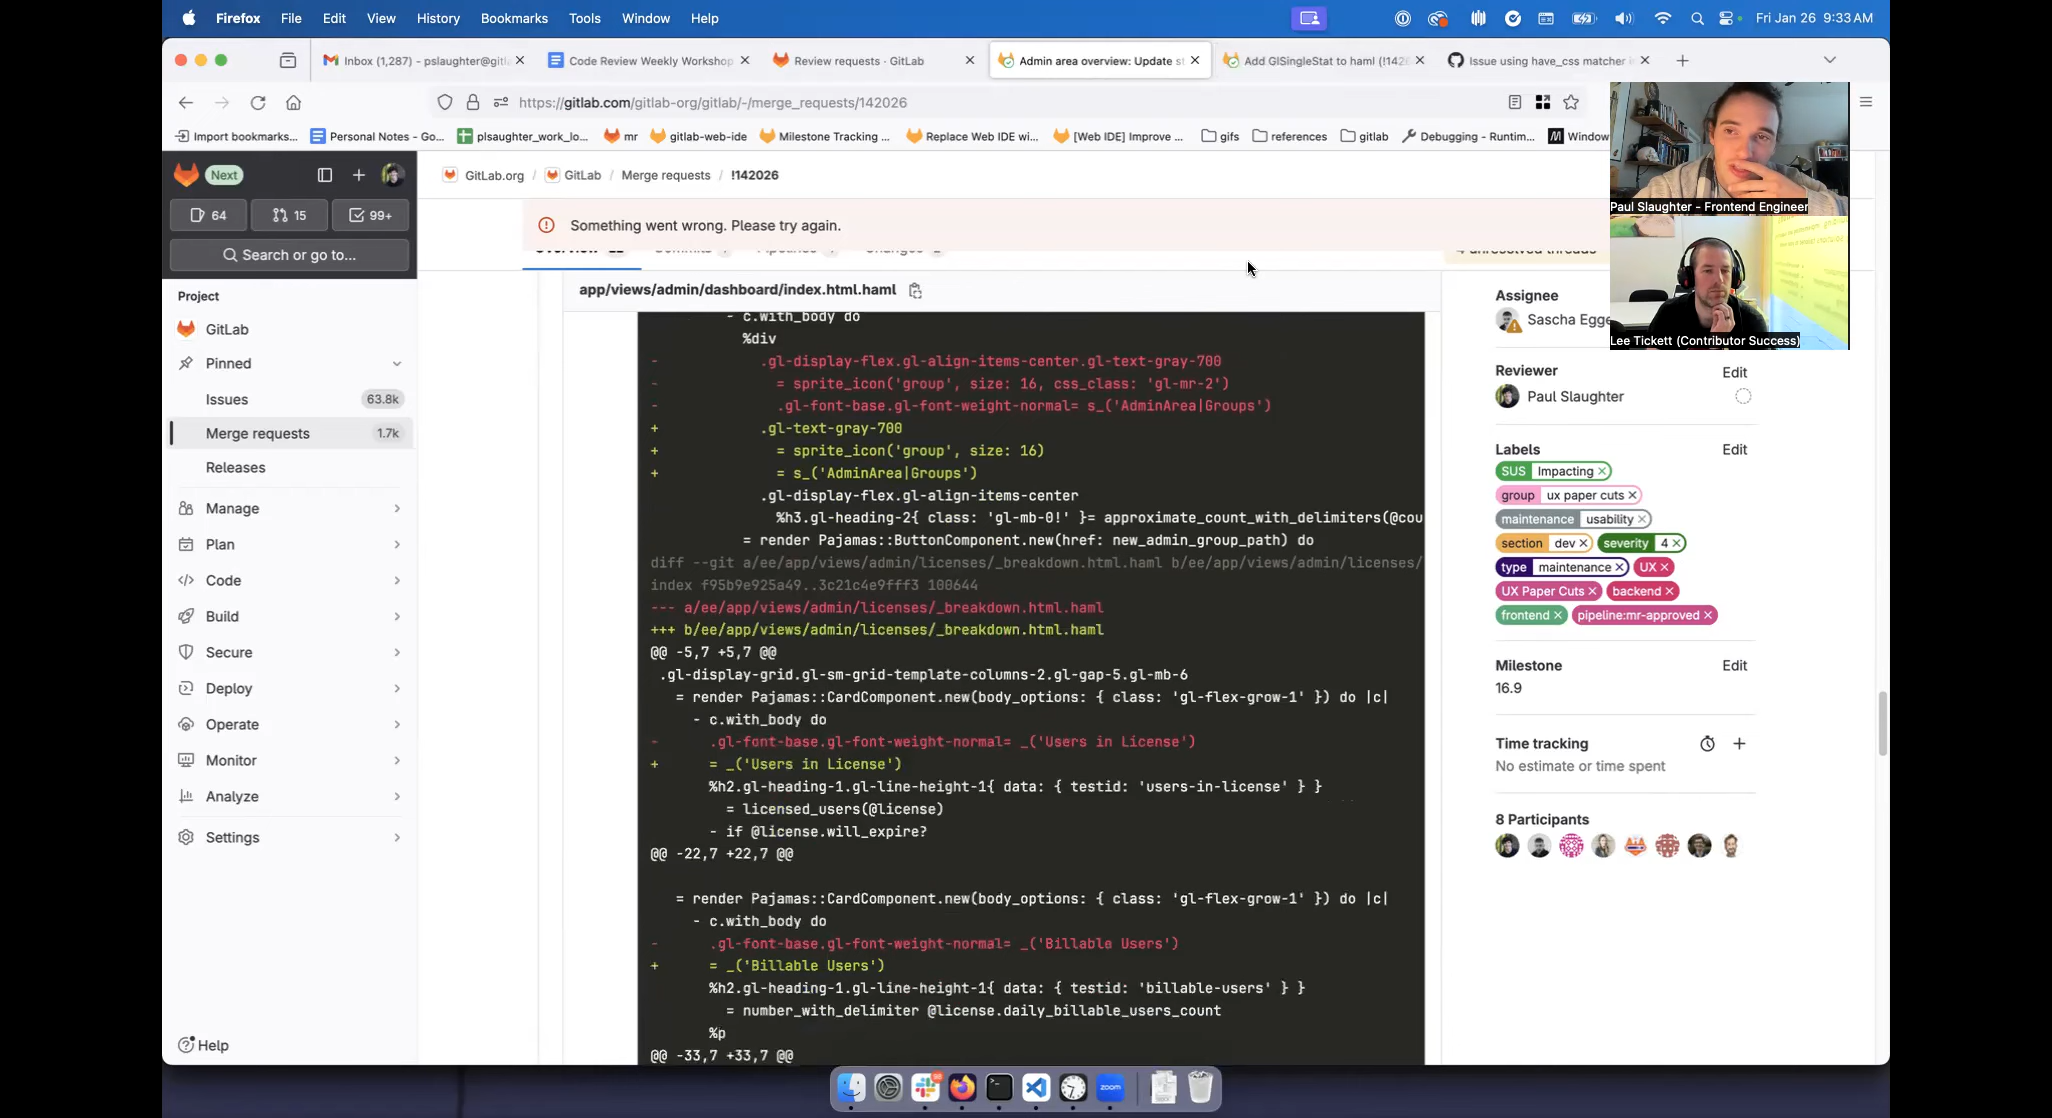 Firefox File Edit View History Bookmarks Tools Window Help Fri Jan 26 9:33 AM
Inbox (1,287) - pslaughter@gitl
Code Review Weekly Workshop
Review requests · GitLab
Admin area overview: Update st
Add GlSingleStat to haml (!142
Issue using have_css matcher i
https://gitlab.com/gitlab-org/gitlab/-/merge_requests/142026
Import bookmarks... Personal Notes - Go... plsaughter_work_lo... mr gitlab-web-ide Milestone Tracking ... Replace Web IDE wi... [Web IDE] Improve ... gifs references gitlab Debugging - Runtim... Window
Next
64 15 99+
Search or go to...
Project
GitLab
Pinned
Issues 63.8k
Merge requests 1.7k
Releases
Manage
Plan
Code
Build
Secure
Deploy
Operate
Monitor
Analyze
Settings
Help
GitLab.org / GitLab / Merge requests / !142026
Something went wrong. Please try again.
app/views/admin/dashboard/index.html.haml
- c.with_body do
%div
- .gl-display-flex.gl-align-items-center.gl-text-gray-700
- = sprite_icon('group', size: 16, css_class: 'gl-mr-2')
- .gl-font-base.gl-font-weight-normal= s_('AdminArea|Groups')
+ .gl-text-gray-700
+ = sprite_icon('group', size: 16)
+ = s_('AdminArea|Groups')
.gl-display-flex.gl-align-items-center
%h3.gl-heading-2{ class: 'gl-mb-0!' }= approximate_count_with_delimiters(@cou
= render Pajamas::ButtonComponent.new(href: new_admin_group_path) do
diff --git a/ee/app/views/admin/licenses/_breakdown.html.haml b/ee/app/views/admin/licenses/
index f95b9e925a49..3c21c4e9fff3 100644
--- a/ee/app/views/admin/licenses/_breakdown.html.haml
+++ b/ee/app/views/admin/licenses/_breakdown.html.haml
@@ -5,7 +5,7 @@
.gl-display-grid.gl-sm-grid-template-columns-2.gl-gap-5.gl-mb-6
= render Pajamas::CardComponent.new(body_options: { class: 'gl-flex-grow-1' }) do |c|
- c.with_body do
- .gl-font-base.gl-font-weight-normal= _('Users in License')
+ = _('Users in License')
%h2.gl-heading-1.gl-line-height-1{ data: { testid: 'users-in-license' } }
= licensed_users(@license)
- if @license.will_expire?
@@ -22,7 +22,7 @@
= render Pajamas::CardComponent.new(body_options: { class: 'gl-flex-grow-1' }) do |c|
- c.with_body do
- .gl-font-base.gl-font-weight-normal= _('Billable Users')
+ = _('Billable Users')
%h2.gl-heading-1.gl-line-height-1{ data: { testid: 'billable-users' } }
= number_with_delimiter @license.daily_billable_users_count
%p
@@ -33,7 +33,7 @@
Paul Slaughter - Frontend Engineer
Lee Tickett (Contributor Success)
Assignee
Sascha Egge
Reviewer Edit
Paul Slaughter
Labels Edit
SUS Impacting
group ux paper cuts
maintenance usability
section dev severity 4
type maintenance UX
UX Paper Cuts backend
frontend pipeline:mr-approved
Milestone Edit
16.9
Time tracking
No estimate or time spent
8 Participants
zoom